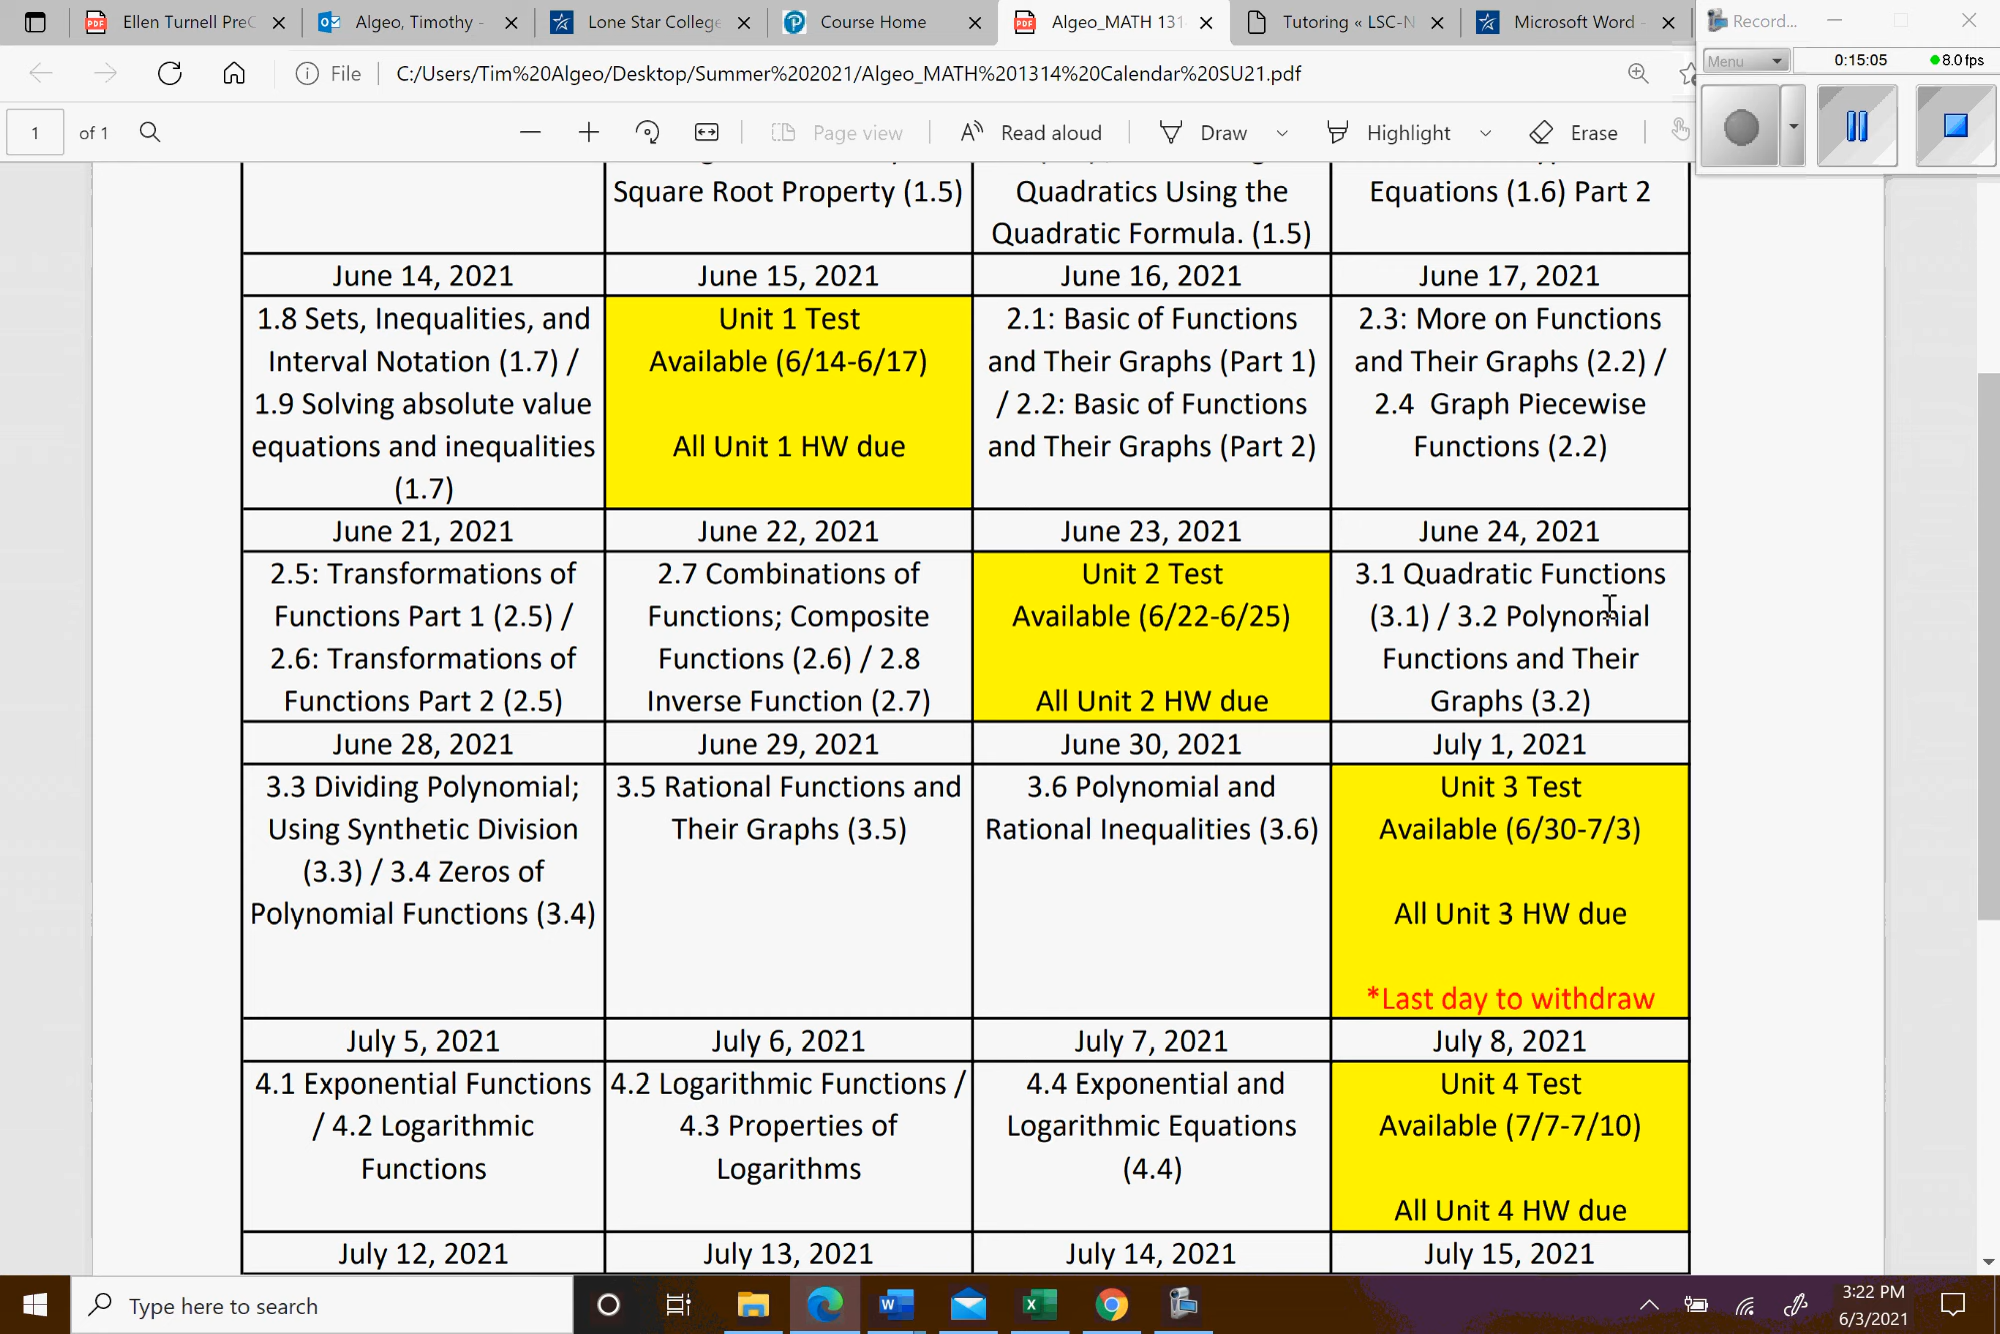 Ellen Turnell PreC
Algeo, Timothy -
Lone Star College
Course Home
Algeo_MATH 131
Tutoring « LSC-N
Microsoft Word -
Record...
File
C:/Users/Tim%20Algeo/Desktop/Summer%202021/Algeo_MATH%201314%20Calendar%20SU21.pdf
Menu
0:15:05
8.0 fps
1
of 1
Page view
Read aloud
Draw
Highlight
Erase
Square Root Property (1.5)
Quadratics Using the
Quadratic Formula. (1.5)
Equations (1.6) Part 2
June 14, 2021
June 15, 2021
June 16, 2021
June 17, 2021
1.8 Sets, Inequalities, and
Interval Notation (1.7) /
1.9 Solving absolute value
equations and inequalities
(1.7)
Unit 1 Test
Available (6/14-6/17)
All Unit 1 HW due
2.1: Basic of Functions
and Their Graphs (Part 1)
/ 2.2: Basic of Functions
and Their Graphs (Part 2)
2.3: More on Functions
and Their Graphs (2.2) /
2.4 Graph Piecewise
Functions (2.2)
June 21, 2021
June 22, 2021
June 23, 2021
June 24, 2021
2.5: Transformations of
Functions Part 1 (2.5) /
2.6: Transformations of
Functions Part 2 (2.5)
2.7 Combinations of
Functions; Composite
Functions (2.6) / 2.8
Inverse Function (2.7)
Unit 2 Test
Available (6/22-6/25)
All Unit 2 HW due
3.1 Quadratic Functions
(3.1) / 3.2 Polynomial
Functions and Their
Graphs (3.2)
June 28, 2021
June 29, 2021
June 30, 2021
July 1, 2021
3.3 Dividing Polynomial;
Using Synthetic Division
(3.3) / 3.4 Zeros of
Polynomial Functions (3.4)
3.5 Rational Functions and
Their Graphs (3.5)
3.6 Polynomial and
Rational Inequalities (3.6)
Unit 3 Test
Available (6/30-7/3)
All Unit 3 HW due
*Last day to withdraw
July 5, 2021
July 6, 2021
July 7, 2021
July 8, 2021
4.1 Exponential Functions
/ 4.2 Logarithmic
Functions
4.2 Logarithmic Functions /
4.3 Properties of
Logarithms
4.4 Exponential and
Logarithmic Equations
(4.4)
Unit 4 Test
Available (7/7-7/10)
All Unit 4 HW due
July 12, 2021
July 13, 2021
July 14, 2021
July 15, 2021
Type here to search
3:22 PM
6/3/2021